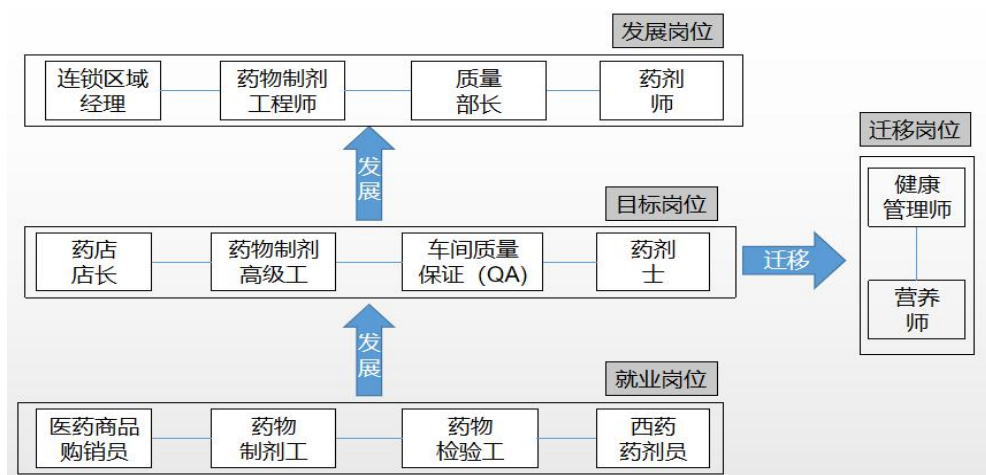 发展岗位
连锁区域
经理
药物制剂
工程师
质量
部长
药剂
师
迁移岗位
健康
管理师
营养
师
发
展
目标岗位
药店
店长
药物制剂
高级工
车间质量
保证（QA)
药剂
士
迁移
发
展
就业岗位
医药商品
购销员
药物
制剂工
药物
检验工
西药
药剂员